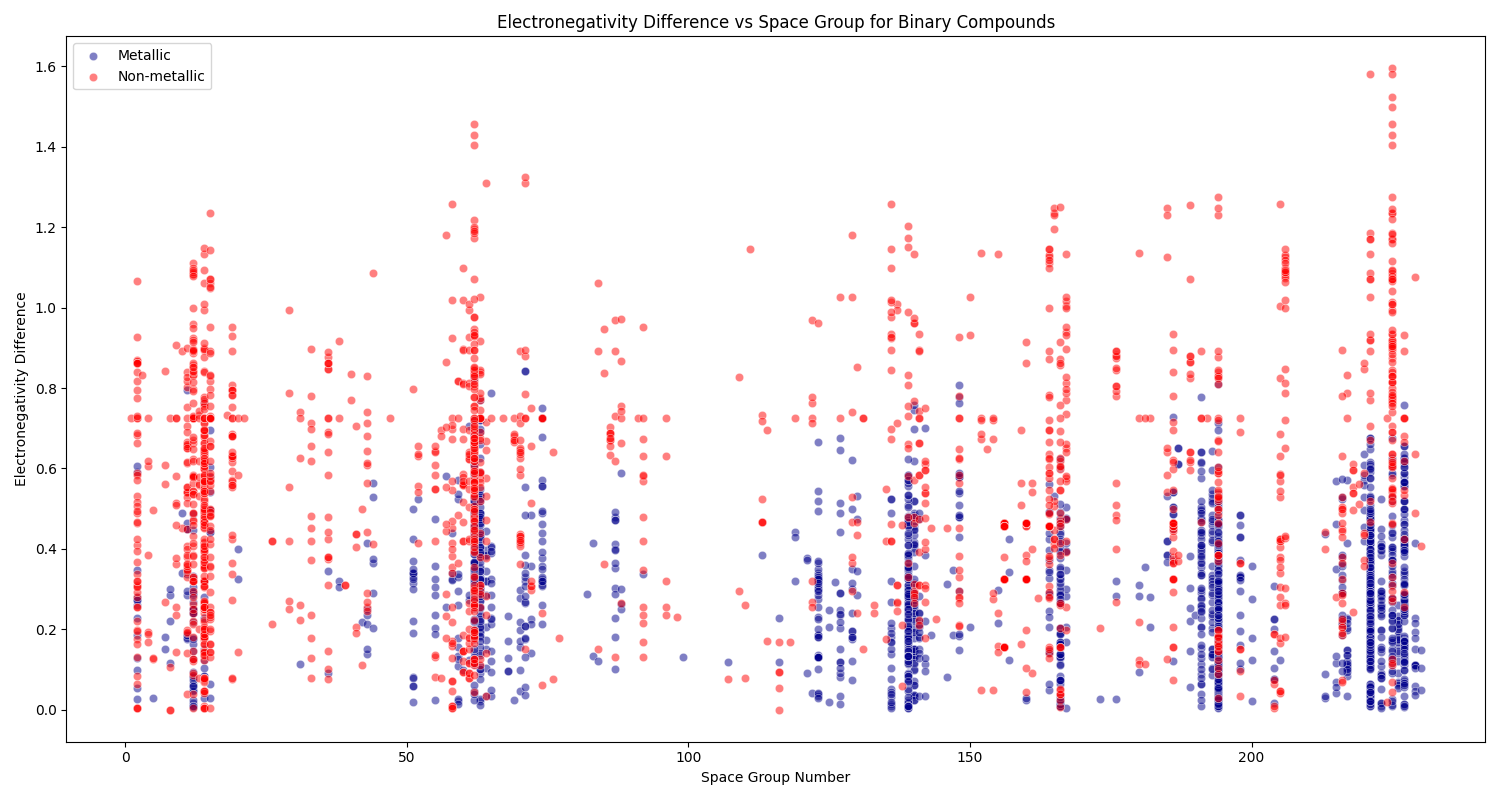 Electronegativity Difference vs Space Group for Binary Compounds
Metallic
Non-metallic
Electronegativity Difference
1.6
1.4
1.2
1.0
0.8
0.6
0.4
0.2
0.0
0
50
100
150
200
Space Group Number